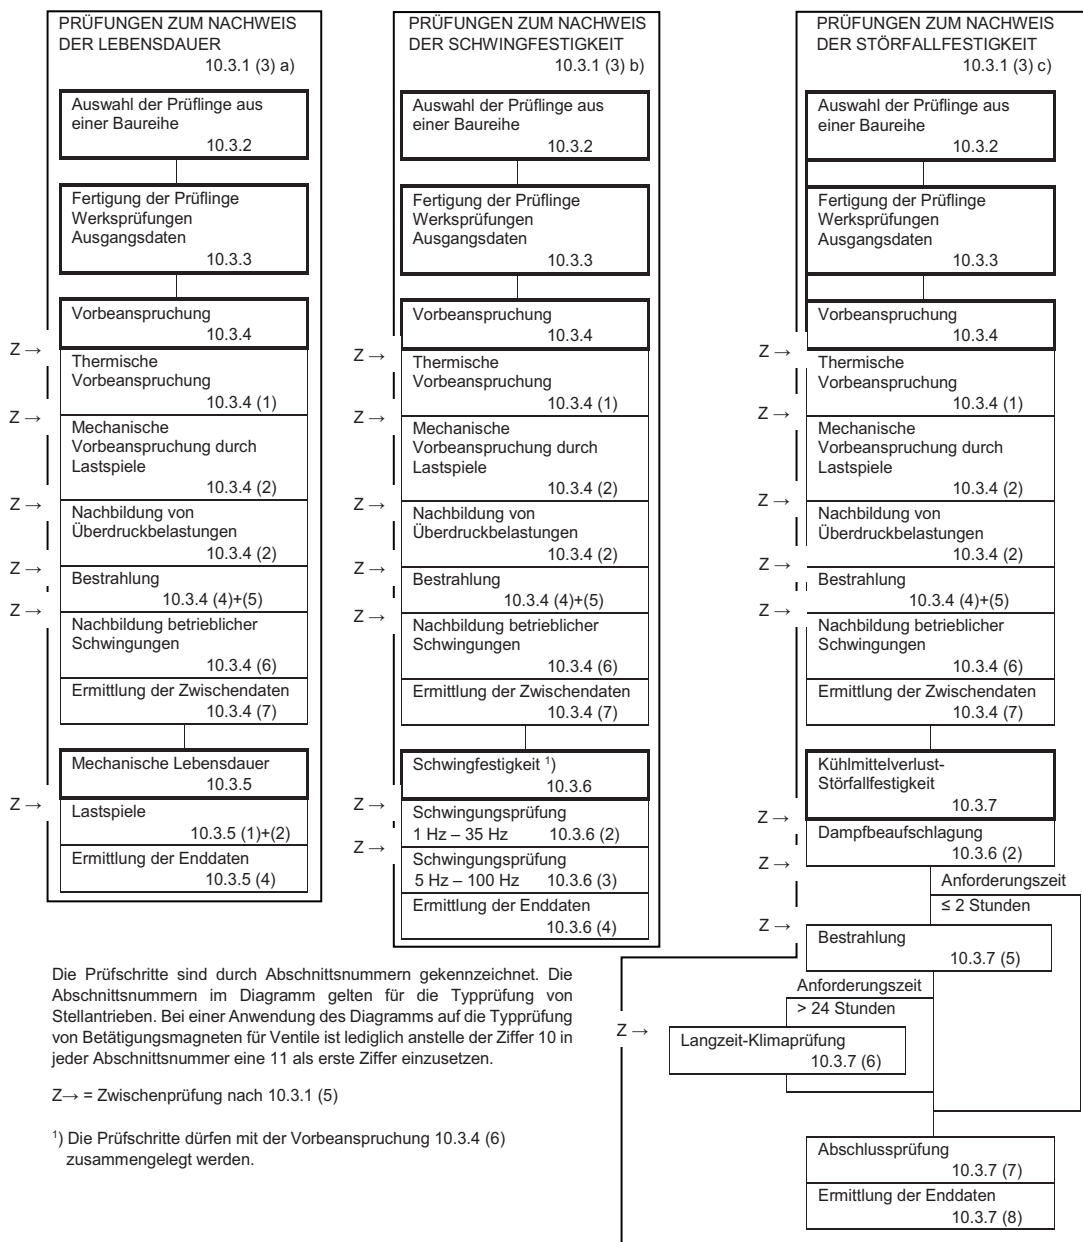 PRÜFUNGEN ZUM NACHWEIS
DER LEBENSDAUER
10.3.1 (3) a)
Auswahl der Prüflinge aus
einer Baureihe
10.3.2
Fertigung der Prüflinge
Werksprüfungen
Ausgangsdaten
10.3.3
Vorbeanspruchung
10.3.4
Z →
Thermische
Vorbeanspruchung
10.3.4 (1)
Z →
Mechanische
Vorbeanspruchung durch
Lastspiele
10.3.4 (2)
Z →
Nachbildung von
Überdruckbelastungen
10.3.4 (2)
Z →
Bestrahlung
10.3.4 (4)+(5)
Z →
Nachbildung betrieblicher
Schwingungen
10.3.4 (6)
Ermittlung der Zwischendaten
10.3.4 (7)
Mechanische Lebensdauer
10.3.5
Z →
Lastspiele
10.3.5 (1)+(2)
Ermittlung der Enddaten
10.3.5 (4)
PRÜFUNGEN ZUM NACHWEIS
DER SCHWINGFESTIGKEIT
10.3.1 (3) b)
Auswahl der Prüflinge aus
einer Baureihe
10.3.2
Fertigung der Prüflinge
Werksprüfungen
Ausgangsdaten
10.3.3
Vorbeanspruchung
10.3.4
Z →
Thermische
Vorbeanspruchung
10.3.4 (1)
Z →
Mechanische
Vorbeanspruchung durch
Lastspiele
10.3.4 (2)
Z →
Nachbildung von
Überdruckbelastungen
10.3.4 (2)
Z →
Bestrahlung
10.3.4 (4)+(5)
Z →
Nachbildung betrieblicher
Schwingungen
10.3.4 (6)
Ermittlung der Zwischendaten
10.3.4 (7)
Schwingfestigkeit ¹)
10.3.6
Z →
Schwingungsprüfung
1 Hz – 35 Hz 10.3.6 (2)
Z →
Schwingungsprüfung
5 Hz – 100 Hz 10.3.6 (3)
Ermittlung der Enddaten
10.3.6 (4)
PRÜFUNGEN ZUM NACHWEIS
DER STÖRFALLFESTIGKEIT
10.3.1 (3) c)
Auswahl der Prüflinge aus
einer Baureihe
10.3.2
Fertigung der Prüflinge
Werksprüfungen
Ausgangsdaten
10.3.3
Vorbeanspruchung
10.3.4
Z →
Thermische
Vorbeanspruchung
10.3.4 (1)
Z →
Mechanische
Vorbeanspruchung durch
Lastspiele
10.3.4 (2)
Z →
Nachbildung von
Überdruckbelastungen
10.3.4 (2)
Z →
Bestrahlung
10.3.4 (4)+(5)
Z →
Nachbildung betrieblicher
Schwingungen
10.3.4 (6)
Ermittlung der Zwischendaten
10.3.4 (7)
Kühlmittelverlust-
Störfallfestigkeit
10.3.7
Z →
Dampfbeaufschlagung
10.3.6 (2)
Z →
Anforderungszeit
≤ 2 Stunden
Z →
Bestrahlung
10.3.7 (5)
Anforderungszeit
> 24 Stunden
Z →
Langzeit-Klimaprüfung
10.3.7 (6)
Abschlussprüfung
10.3.7 (7)
Ermittlung der Enddaten
10.3.7 (8)
Die Prüfschritte sind durch Abschnittsnummern gekennzeichnet. Die
Abschnittsnummern im Diagramm gelten für die Typprüfung von
Stellantrieben. Bei einer Anwendung des Diagramms auf die Typprüfung
von Betätigungsmagneten für Ventile ist lediglich anstelle der Ziffer 10 in
jeder Abschnittsnummer eine 11 als erste Ziffer einzusetzen.
Z→ = Zwischenprüfung nach 10.3.1 (5)
¹) Die Prüfschritte dürfen mit der Vorbeanspruchung 10.3.4 (6)
zusammengelegt werden.